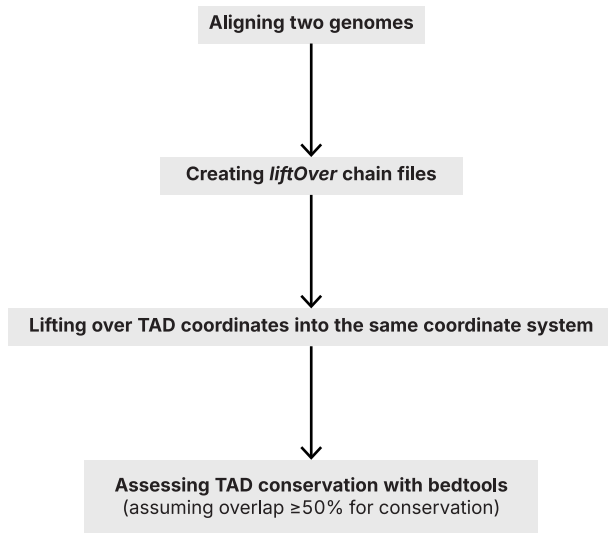 Aligning two genomes
Creating liftOver chain files
Lifting over TAD coordinates into the same coordinate system
Assessing TAD conservation with bedtools
(assuming overlap ≥50% for conservation)